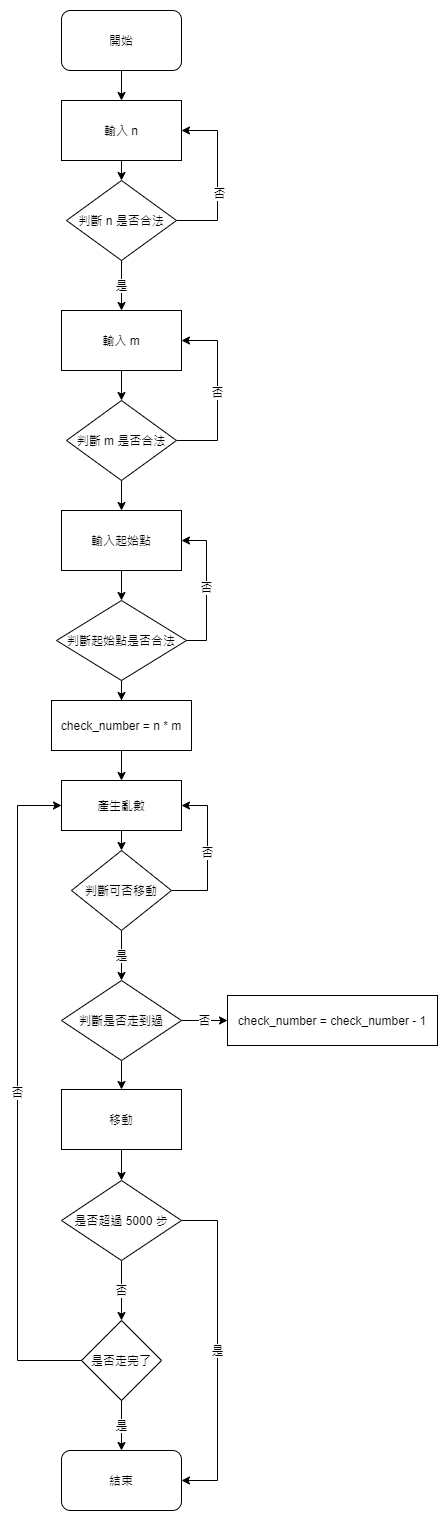 開始
輸入 n
否
判斷 n 是否合法
是
輸入 m
否
判斷 m 是否合法
輸入起始點
否
判斷起始點是否合法
check_number = n * m
產生亂數
否
判斷可否移動
是
判斷是否走到過
否
check_number = check_number - 1
否
移動
是否超過 5000 步
否
是
是否走完了
是
結束